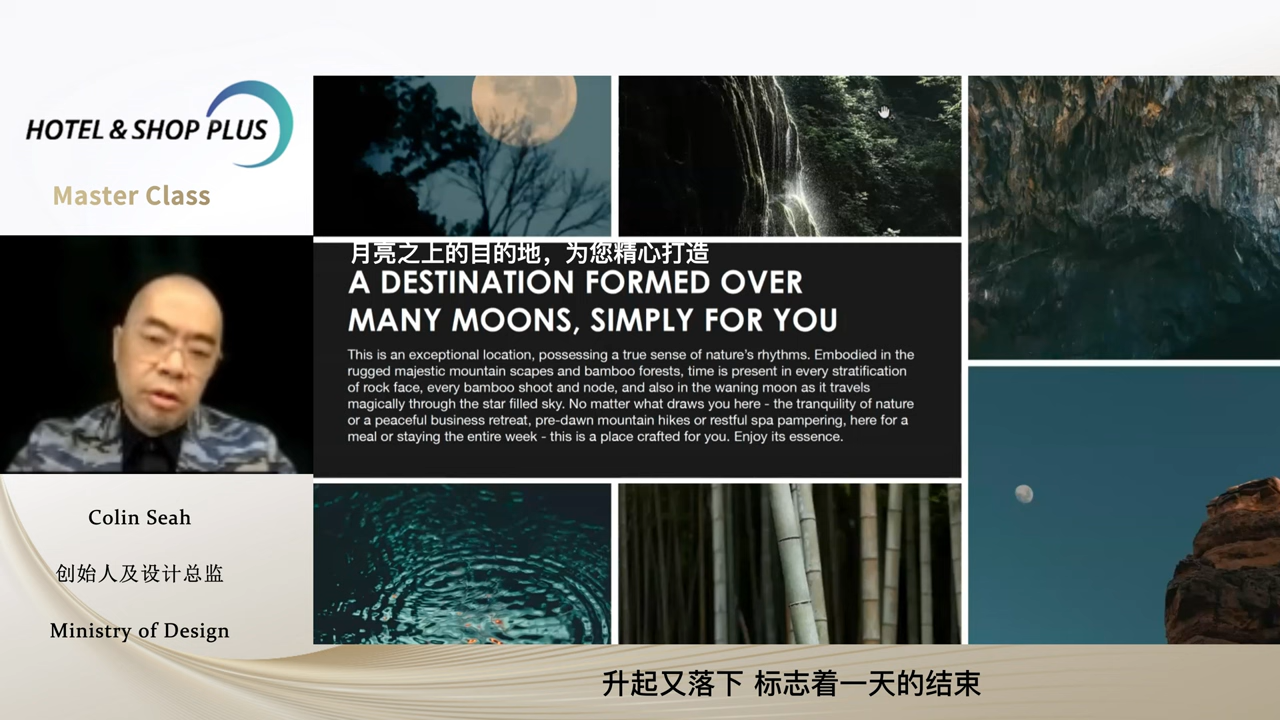 HOTEL & SHOP PLUS
Master Class
Colin Seah
创始人及设计总监
Ministry of Design
月亮之上的目的地，为您精心打造
A DESTINATION FORMED OVER
MANY MOONS, SIMPLY FOR YOU
This is an exceptional location, possessing a true sense of nature's rhythms. Embodied in the
rugged majestic mountain scapes and bamboo forests, time is present in every stratification
of rock face, every bamboo shoot and node, and also in the waning moon as it travels
magically through the star filled sky. No matter what draws you here - the tranquility of nature
or a peaceful business retreat, pre-dawn mountain hikes or restful spa pampering, here for a
meal or staying the entire week - this is a place crafted for you. Enjoy its essence.
升起又落下 标志着一天的结束